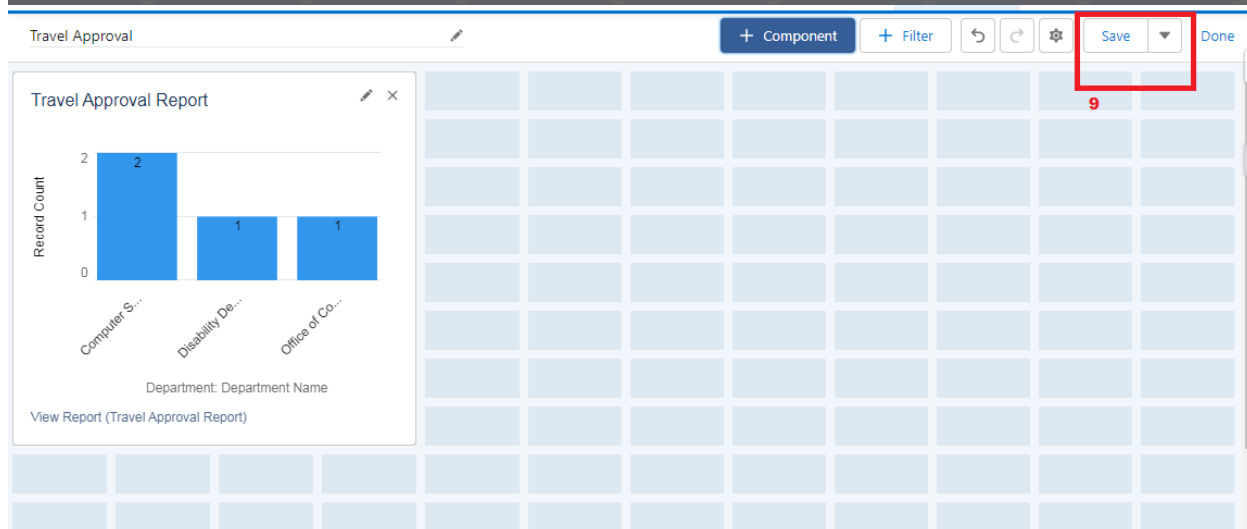 Travel Approval
+ Component
+ Filter
Save
Done
9
Travel Approval Report
Record Count
2
1
0
2
1
1
Computer S...
Disability De...
Office of Co...
Department: Department Name
View Report (Travel Approval Report)